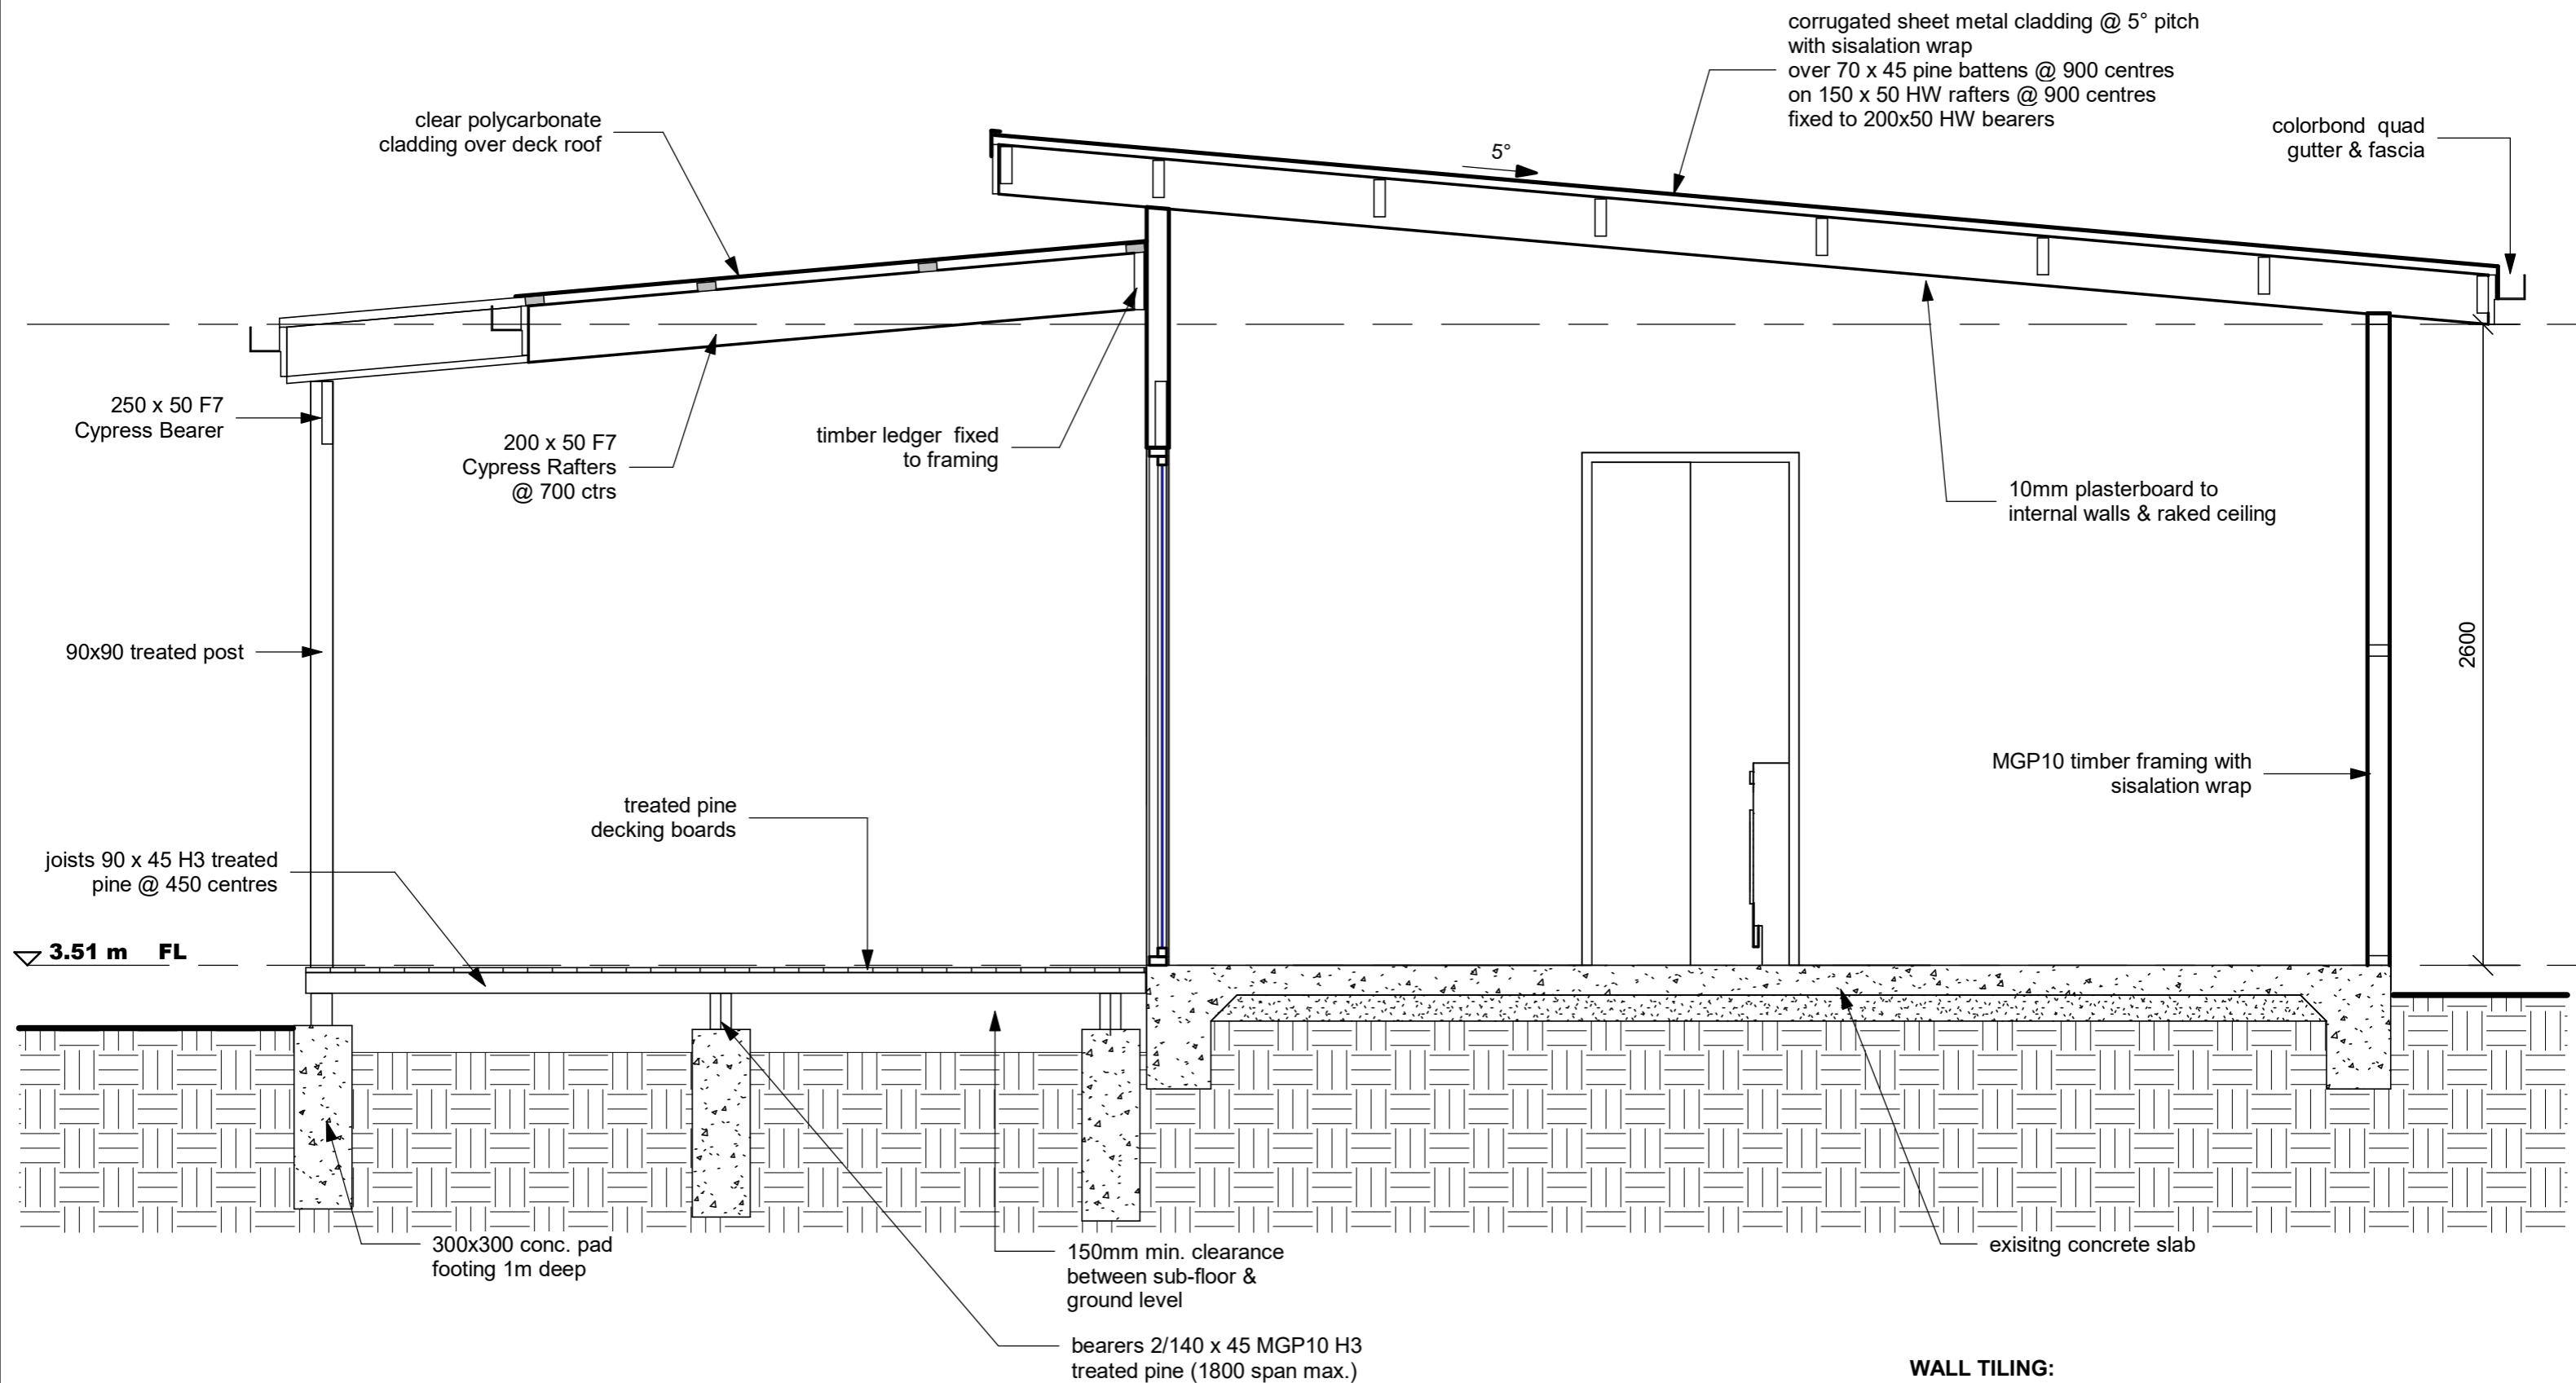 corrugated sheet metal cladding @ 5° pitch
with sisalation wrap
over 70 x 45 pine battens @ 900 centres
on 150 x 50 HW rafters @ 900 centres
fixed to 200x50 HW bearers
clear polycarbonate
cladding over deck roof
colorbond quad
gutter & fascia
5°
250 x 50 F7
Cypress Bearer
200 x 50 F7
Cypress Rafters
@ 700 ctrs
timber ledger fixed
to framing
10mm plasterboard to
internal walls & raked ceiling
90x90 treated post
2600
MGP10 timber framing with
sisalation wrap
treated pine
decking boards
joists 90 x 45 H3 treated
pine @ 450 centres
3.51 m FL
300x300 conc. pad
footing 1m deep
150mm min. clearance
between sub-floor &
ground level
exisitng concrete slab
bearers 2/140 x 45 MGP10 H3
treated pine (1800 span max.)
WALL TILING: